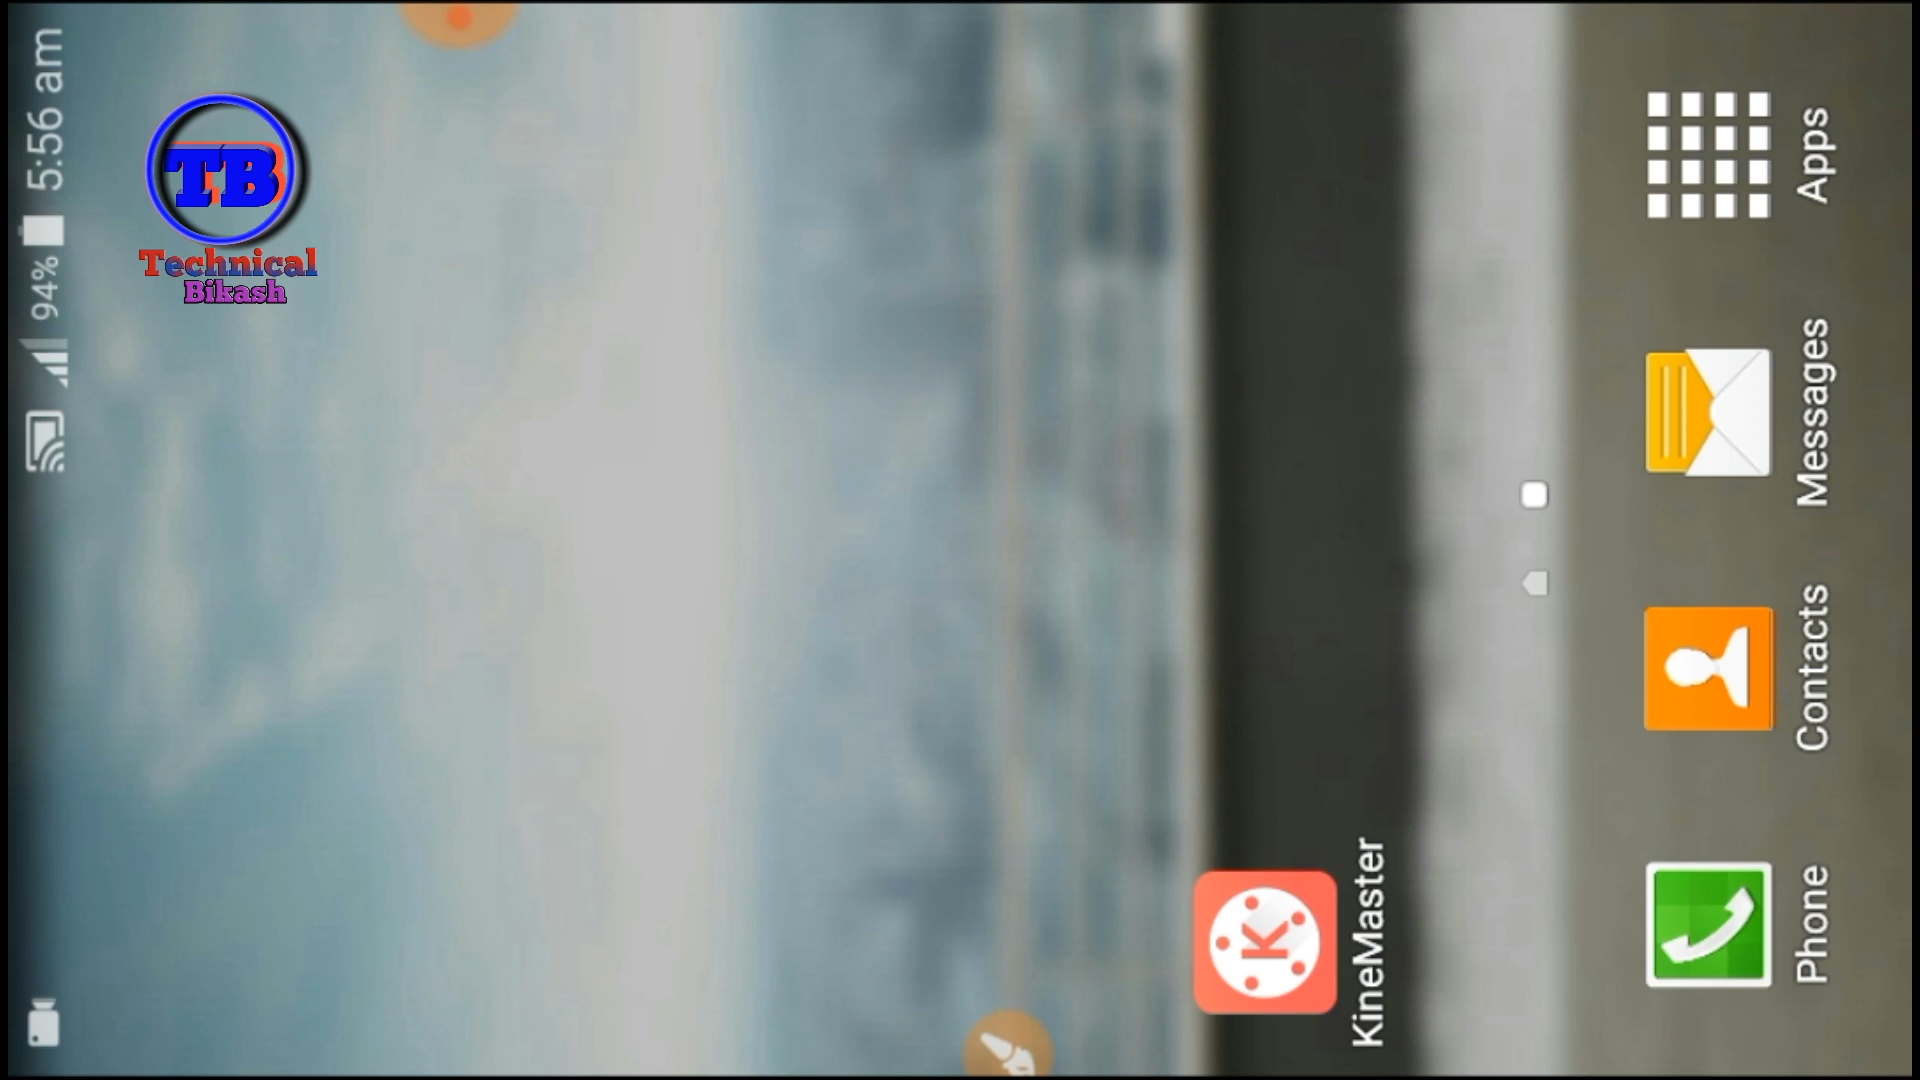 94% 5:56 am
TB
Technical
Bikash
KineMaster
Phone Contacts Messages Apps